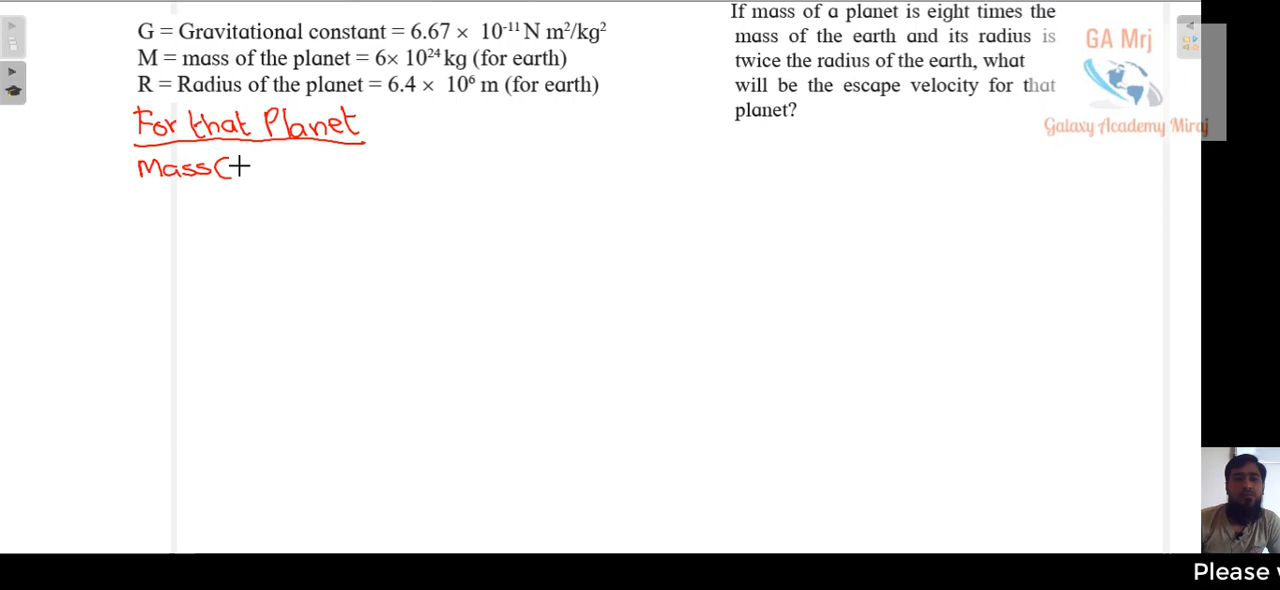 G = Gravitational constant = 6.67 × 10⁻¹¹ N m²/kg²
M = mass of the planet = 6× 10²⁴ kg (for earth)
R = Radius of the planet = 6.4 × 10⁶ m (for earth)
For that Planet
Mass(
If mass of a planet is eight times the
mass of the earth and its radius is
twice the radius of the earth, what
will be the escape velocity for that
planet?
GA Mrj
Galaxy Academy Miraj
Please